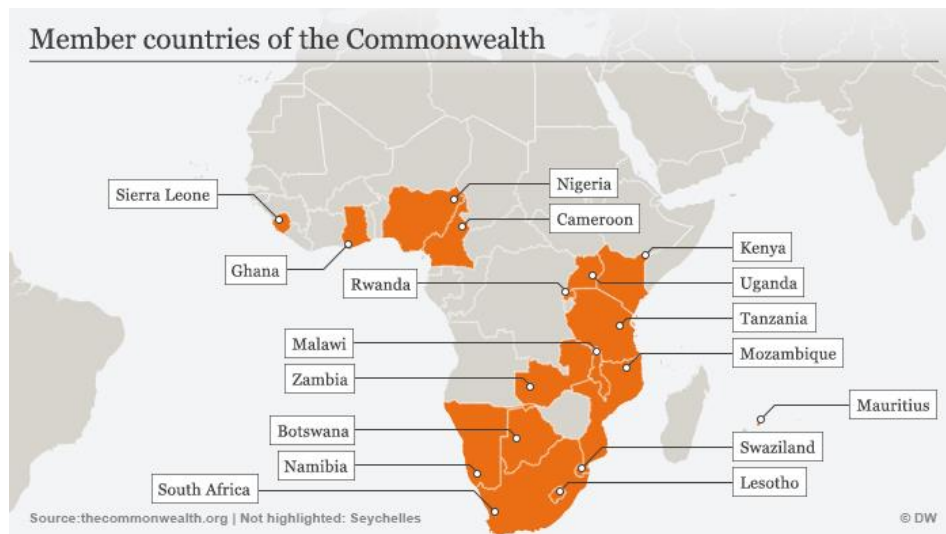 Member countries of the Commonwealth
Sierra Leone
Nigeria
Cameroon
Ghana
Kenya
Rwanda
Uganda
Tanzania
Malawi
Mozambique
Zambia
Mauritius
Botswana
Swaziland
Namibia
Lesotho
South Africa
Source:thecommonwealth.org | Not highlighted: Seychelles
© DW